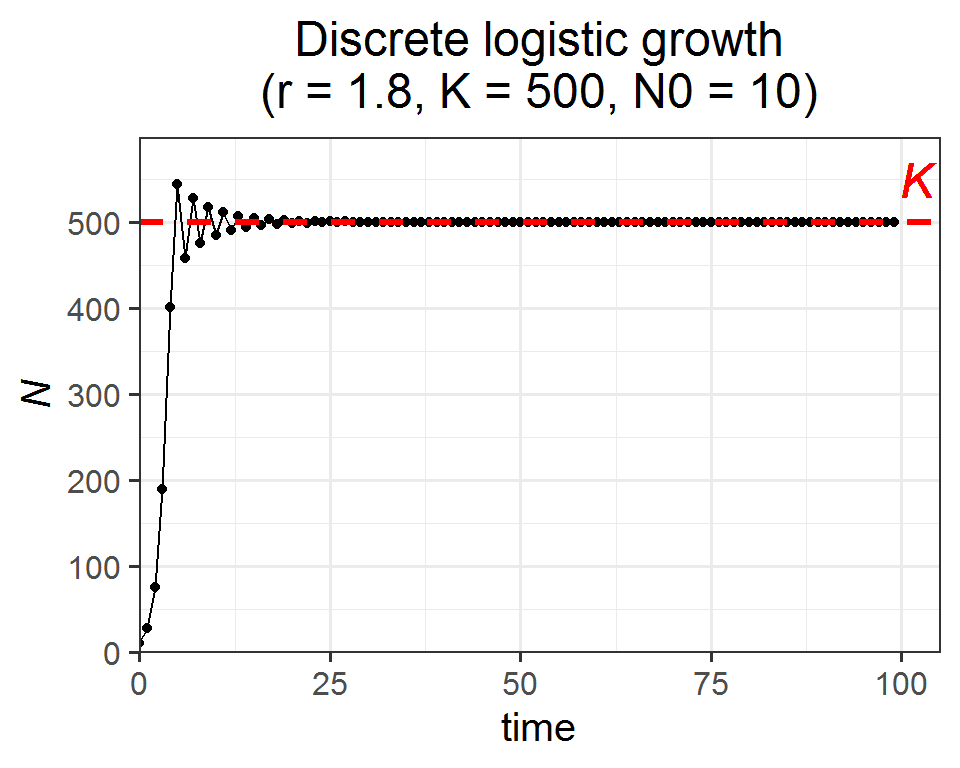 Discrete logistic growth
(r = 1.8, K = 500, N0 = 10)
K
500
400
300
200
100
0
N
0 25 50 75 100
time